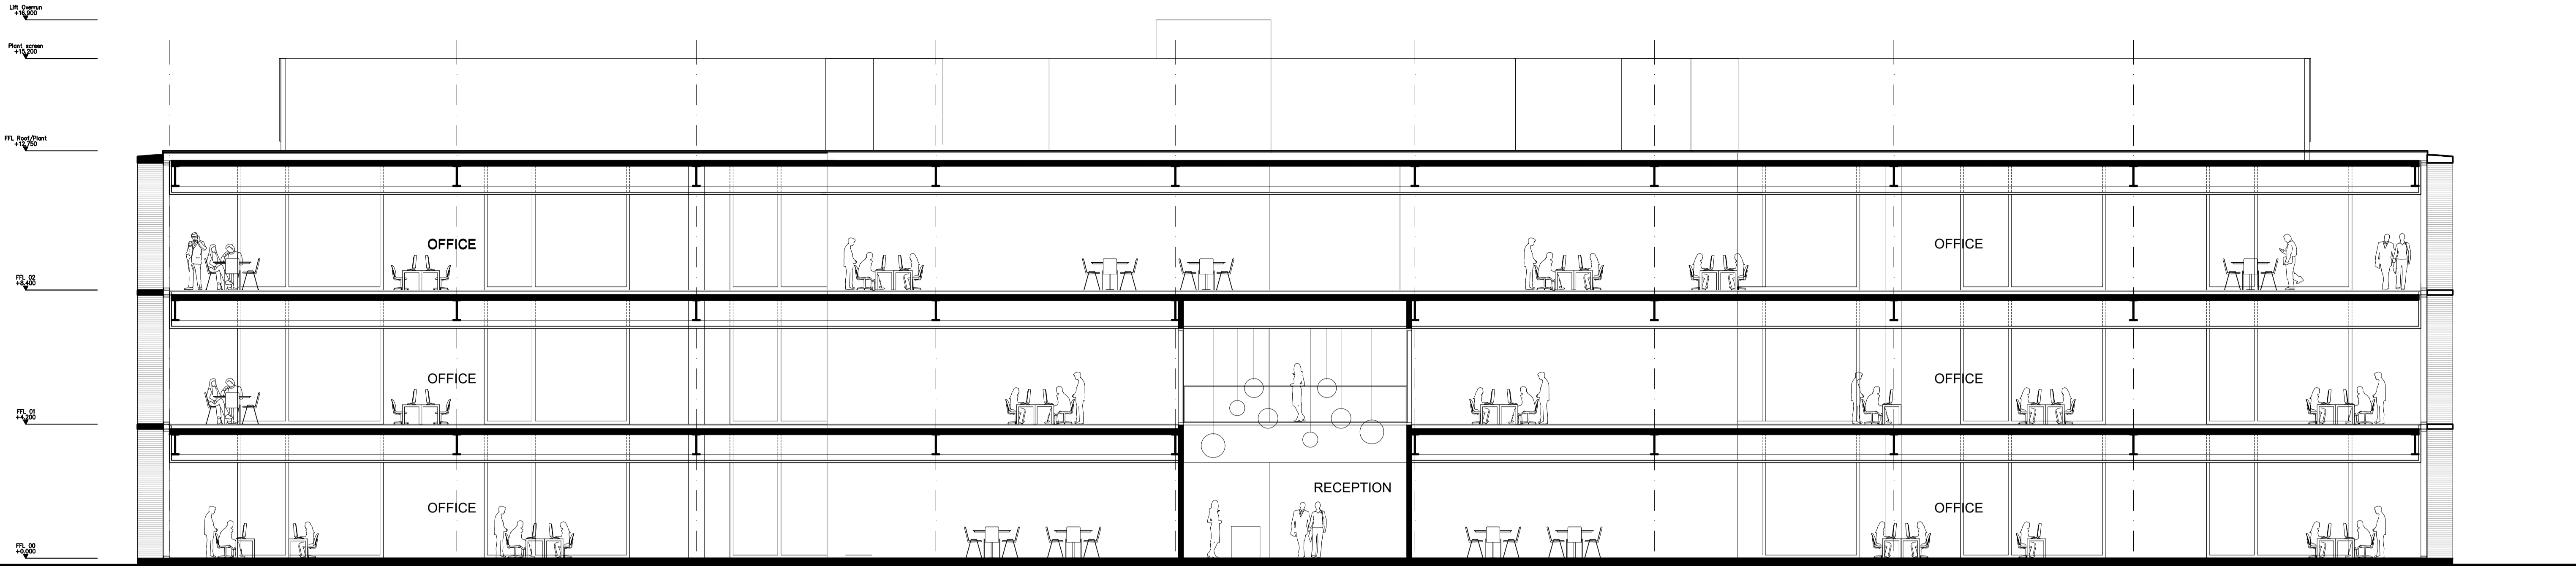 Lift Overrun
+16,900
Plant screen
+15,200
FFL Roof/Plant
+12,750
OFFICE
OFFICE
FFL 02
+8,400
OFFICE
OFFICE
FFL 01
+4,200
RECEPTION
OFFICE
OFFICE
FFL 00
+0,000